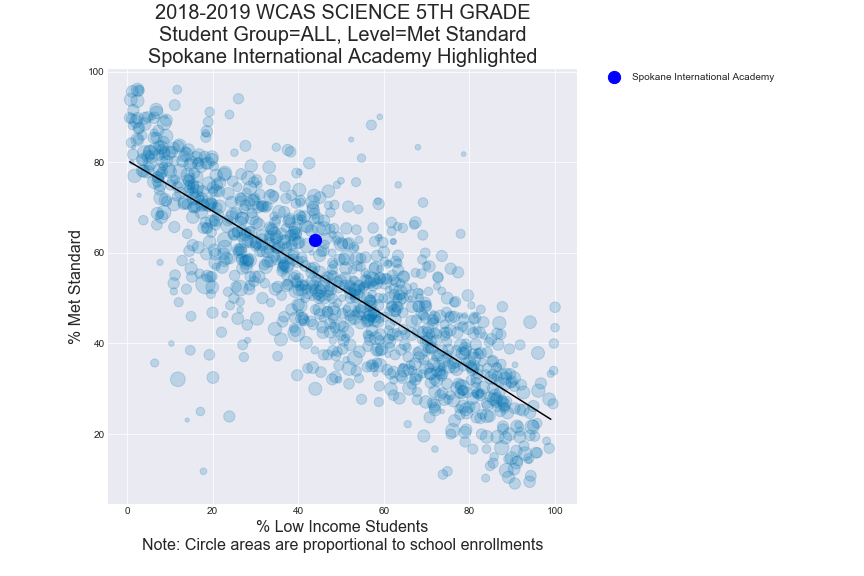 2018-2019 WCAS SCIENCE 5TH GRADE
Student Group=ALL, Level=Met Standard
Spokane International Academy Highlighted
Spokane International Academy
% Met Standard
100
80
60
40
20
0
20
40
60
80
100
% Low Income Students
Note: Circle areas are proportional to school enrollments